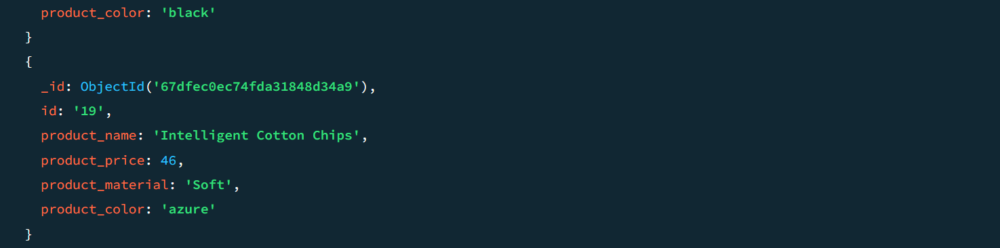 product_color: 'black'
}
{
_id: ObjectId('67dfec0ec74fda31848d34a9'),
id: '19',
product_name: 'Intelligent Cotton Chips',
product_price: 46,
product_material: 'Soft',
product_color: 'azure'
}